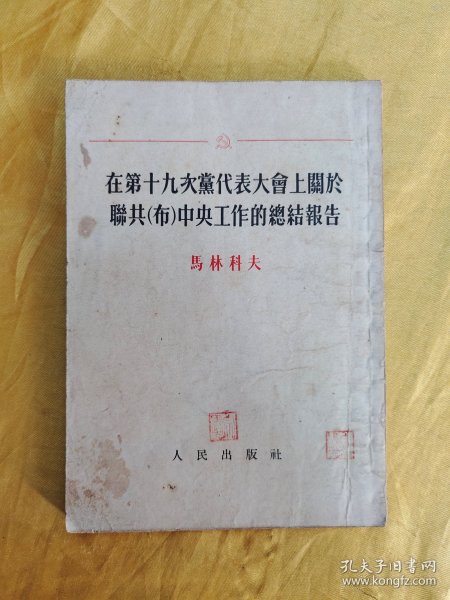 在第十九次黨代表大會上關於
聯共(布)中央工作的總結報告
馬林科夫
人民出版社
孔夫子旧书网
www.kongfz.com